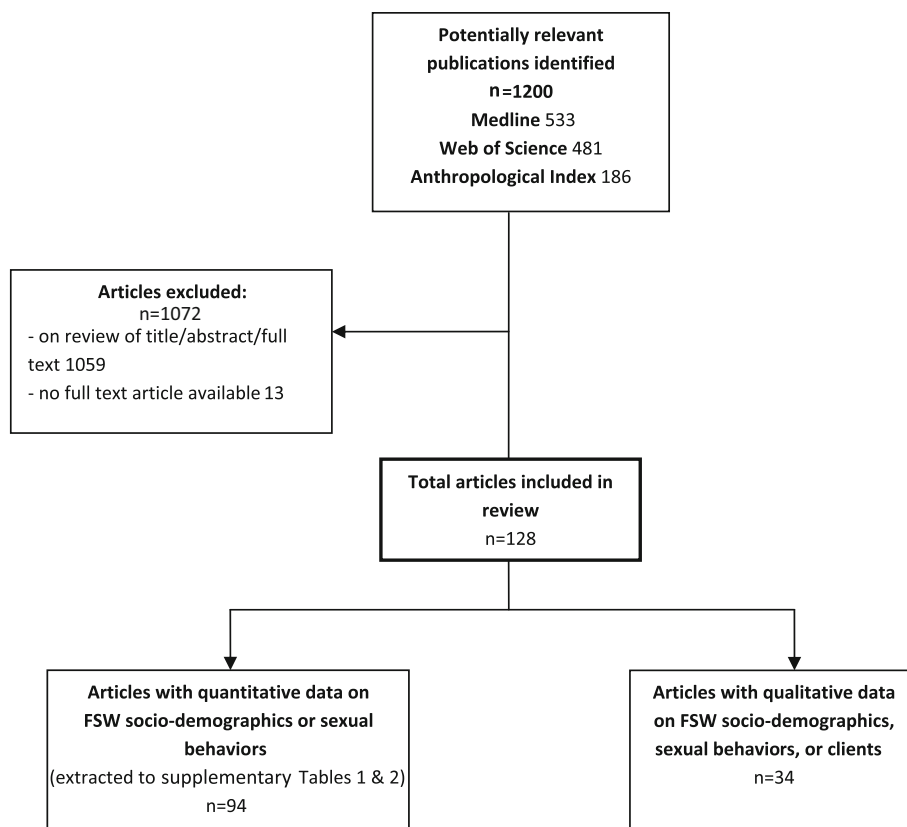 Potentially relevant
publications identified
n=1200
Medline 533
Web of Science 481
Anthropological Index 186
Articles excluded:
n=1072
- on review of title/abstract/full
text 1059
- no full text article available 13
Total articles included in
review
n=128
Articles with quantitative data on
FSW socio-demographics or sexual
behaviors
(extracted to supplementary Tables 1 & 2)
n=94
Articles with qualitative data
on FSW socio-demographics,
sexual behaviors, or clients
n=34